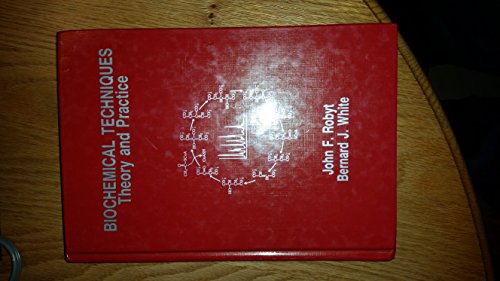 BIOCHEMICAL TECHNIQUES
Theory and Practice
John F. Robyt
Bernard J. White